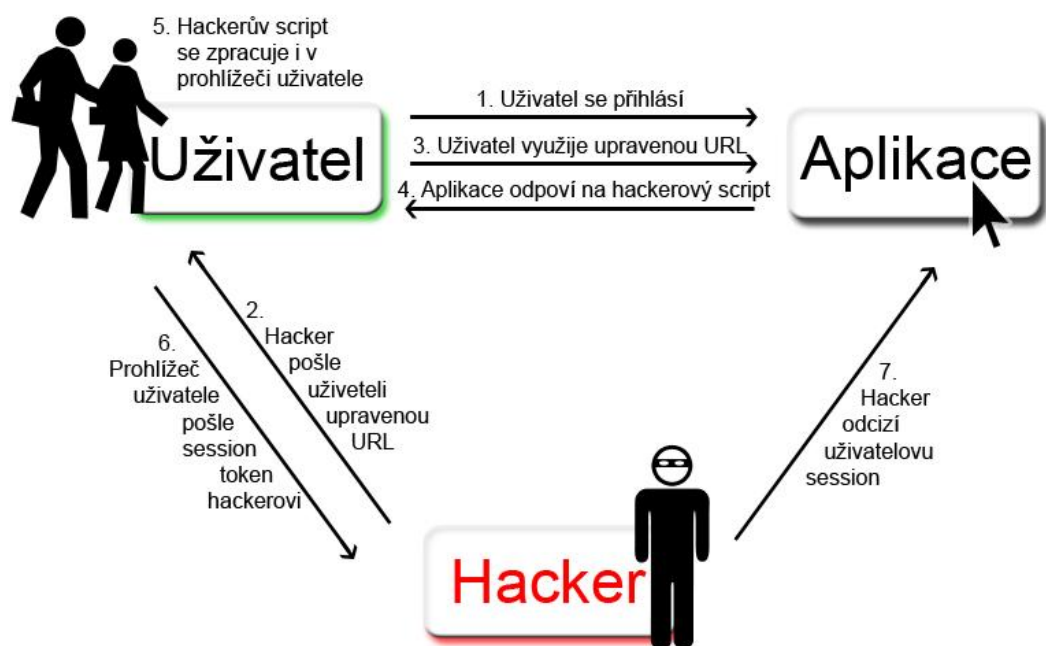 5. Hackerův script
se zpracuje i v
prohlížeči uživatele
Uživatel
1. Uživatel se přihlásí
3. Uživatel využije upravenou URL
4. Aplikace odpoví na hackerový script
Aplikace
2.
Hacker
pošle
uživeteli
upravenou
URL
6.
Prohlížeč
uživatele
pošle
session
token
hackerovi
7.
Hacker
odcizí
uživatelovu
session
Hacker